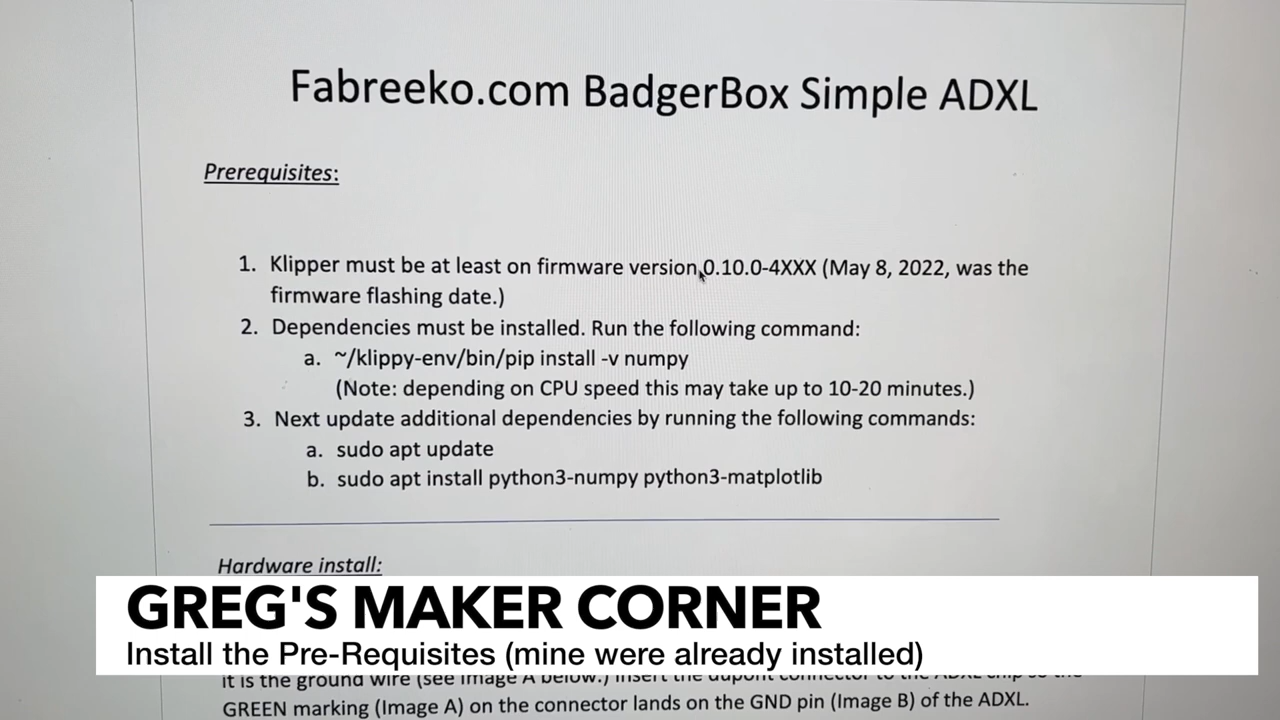 Fabreeko.com BadgerBox Simple ADXL
Prerequisites:
1. Klipper must be at least on firmware version 0.10.0-4XXX (May 8, 2022, was the
firmware flashing date.)
2. Dependencies must be installed. Run the following command:
a. ~/klippy-env/bin/pip install -v numpy
(Note: depending on CPU speed this may take up to 10-20 minutes.)
3. Next update additional dependencies by running the following commands:
a. sudo apt update
b. sudo apt install python3-numpy python3-matplotlib
Hardware install:
GREG'S MAKER CORNER
Install the Pre-Requisites (mine were already installed)
it is the ground wire (see Image A below.) Insert the dupont connector to the ADXL chip so the
GREEN marking (Image A) on the connector lands on the GND pin (Image B) of the ADXL.